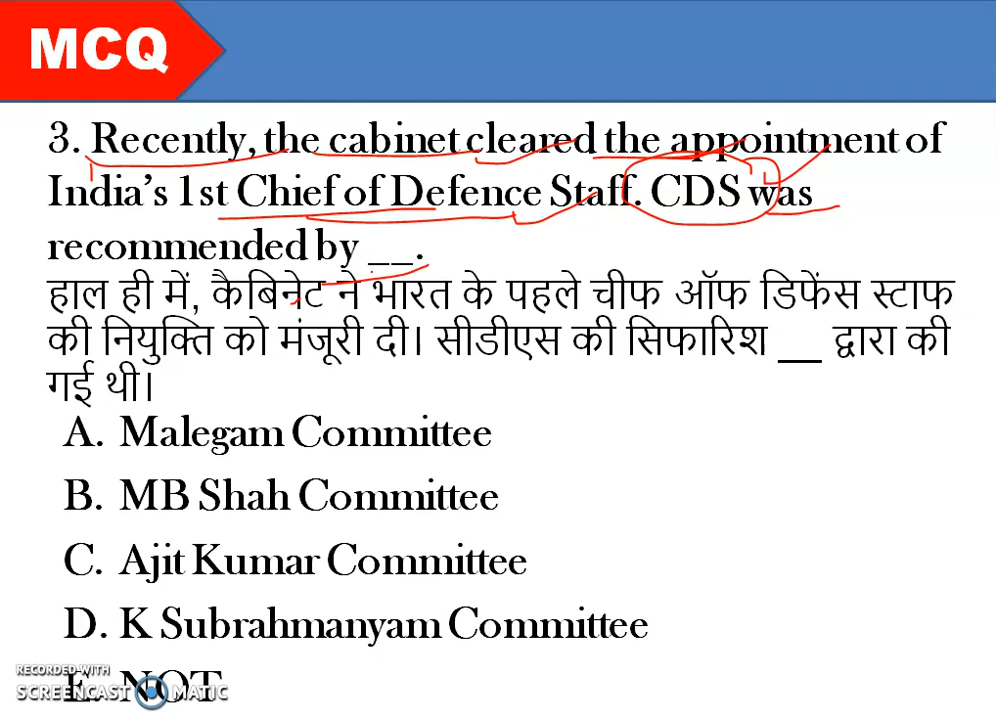 MCQ
3. Recently, the cabinet cleared the appointment of
India's 1st Chief of Defence Staff. CDS was
recommended by __.
हाल ही में, कैबिनेट ने भारत के पहले चीफ ऑफ डिफेंस स्टाफ
की नियुक्ति को मंजूरी दी। सीडीएस की सिफारिश __ द्वारा की
गई थी।
A. Malegam Committee
B. MB Shah Committee
C. Ajit Kumar Committee
D. K Subrahmanyam Committee
E. NOT
RECORDED WITH
SCREENCAST MATIC